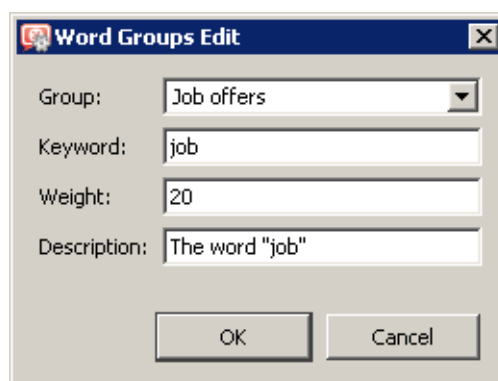 Word Groups Edit
Group: Job offers
Keyword: job
Weight: 20
Description: The word "job"
OK Cancel